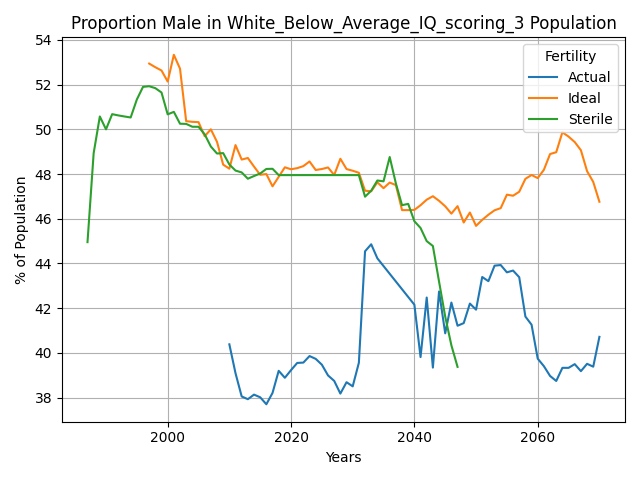 Proportion Male in White_Below_Average_IQ_scoring_3 Population
Fertility
Actual
Ideal
Sterile
54
52
50
48
46
44
42
40
38
% of Population
2000
2020
2040
2060
Years